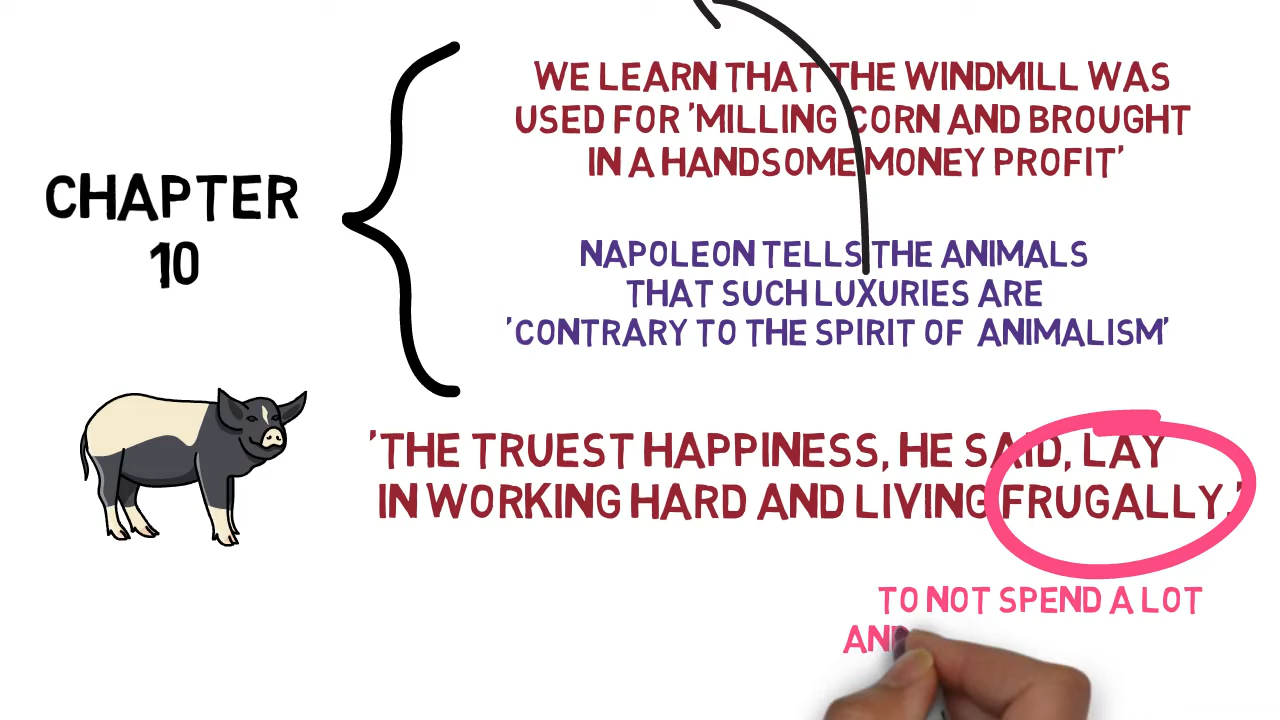 CHAPTER
10
WE LEARN THAT THE WINDMILL WAS
USED FOR 'MILLING CORN AND BROUGHT
IN A HANDSOME MONEY PROFIT'
NAPOLEON TELLS THE ANIMALS
THAT SUCH LUXURIES ARE
'CONTRARY TO THE SPIRIT OF ANIMALISM'
'THE TRUEST HAPPINESS, HE SAID, LAY
IN WORKING HARD AND LIVING FRUGALLY.'
TO NOT SPEND A LOT
AND